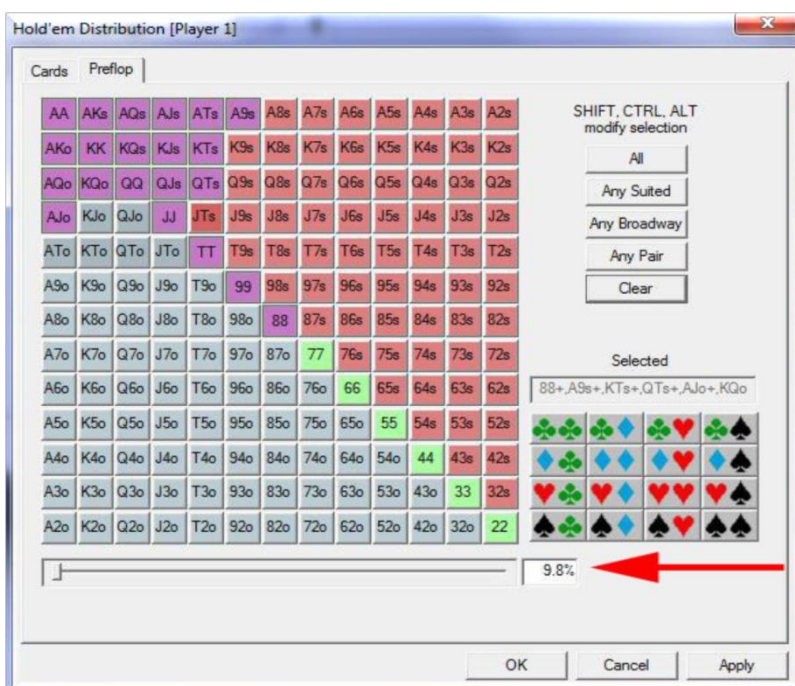 Hold'em Distribution [Player 1]
Cards Preflop
AA AKs AQs AJs ATs A9s A8s A7s A6s A5s A4s A3s A2s
AKo KK KQs KJs KTs K9s K8s K7s K6s K5s K4s K3s K2s
AQo KQo QQ QJs QTs Q9s Q8s Q7s Q6s Q5s Q4s Q3s Q2s
AJo KJo QJo JJ JTs J9s J8s J7s J6s J5s J4s J3s J2s
ATo KTo QTo JTo TT T9s T8s T7s T6s T5s T4s T3s T2s
A9o K9o Q9o J9o T9o 99 98s 97s 96s 95s 94s 93s 92s
A8o K8o Q8o J8o T8o 98o 88 87s 86s 85s 84s 83s 82s
A7o K7o Q7o J7o T7o 97o 87o 77 76s 75s 74s 73s 72s
A6o K6o Q6o J6o T6o 96o 86o 76o 66 65s 64s 63s 62s
A5o K5o Q5o J5o T5o 95o 85o 75o 65o 55 54s 53s 52s
A4o K4o Q4o J4o T4o 94o 84o 74o 64o 54o 44 43s 42s
A3o K3o Q3o J3o T3o 93o 83o 73o 63o 53o 43o 33 32s
A2o K2o Q2o J2o T2o 92o 82o 72o 62o 52o 42o 32o 22
SHIFT, CTRL, ALT
modify selection
All
Any Suited
Any Broadway
Any Pair
Clear
Selected
88+,A9s+,KTs+,QTs+,AJo+,KQo
9.8%
OK Cancel Apply